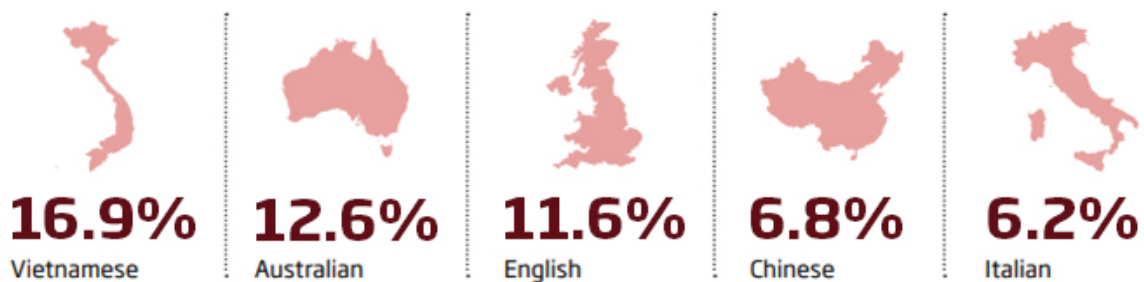 16.9% 12.6% 11.6% 6.8% 6.2%
Vietnamese Australian English Chinese Italian